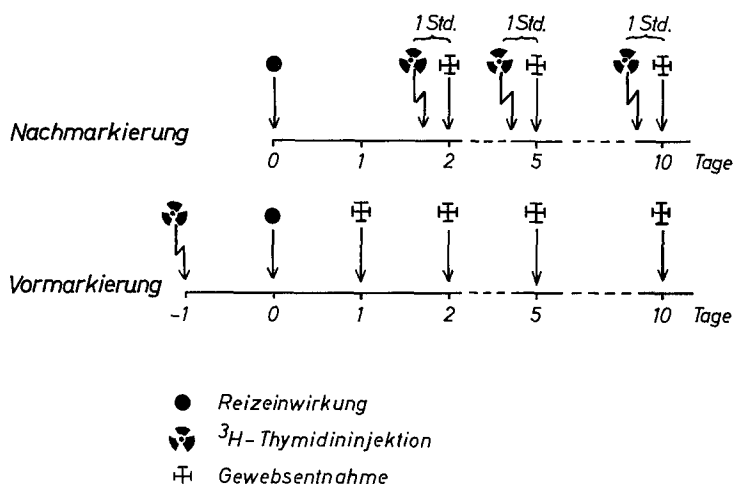 1 Std. 1 Std. 1 Std.
Nachmarkierung
0 1 2 5 10 Tage
Vormarkierung
-1 0 1 2 5 10 Tage
Reizeinwirkung
³H-Thymidininjektion
Gewebsentnahme